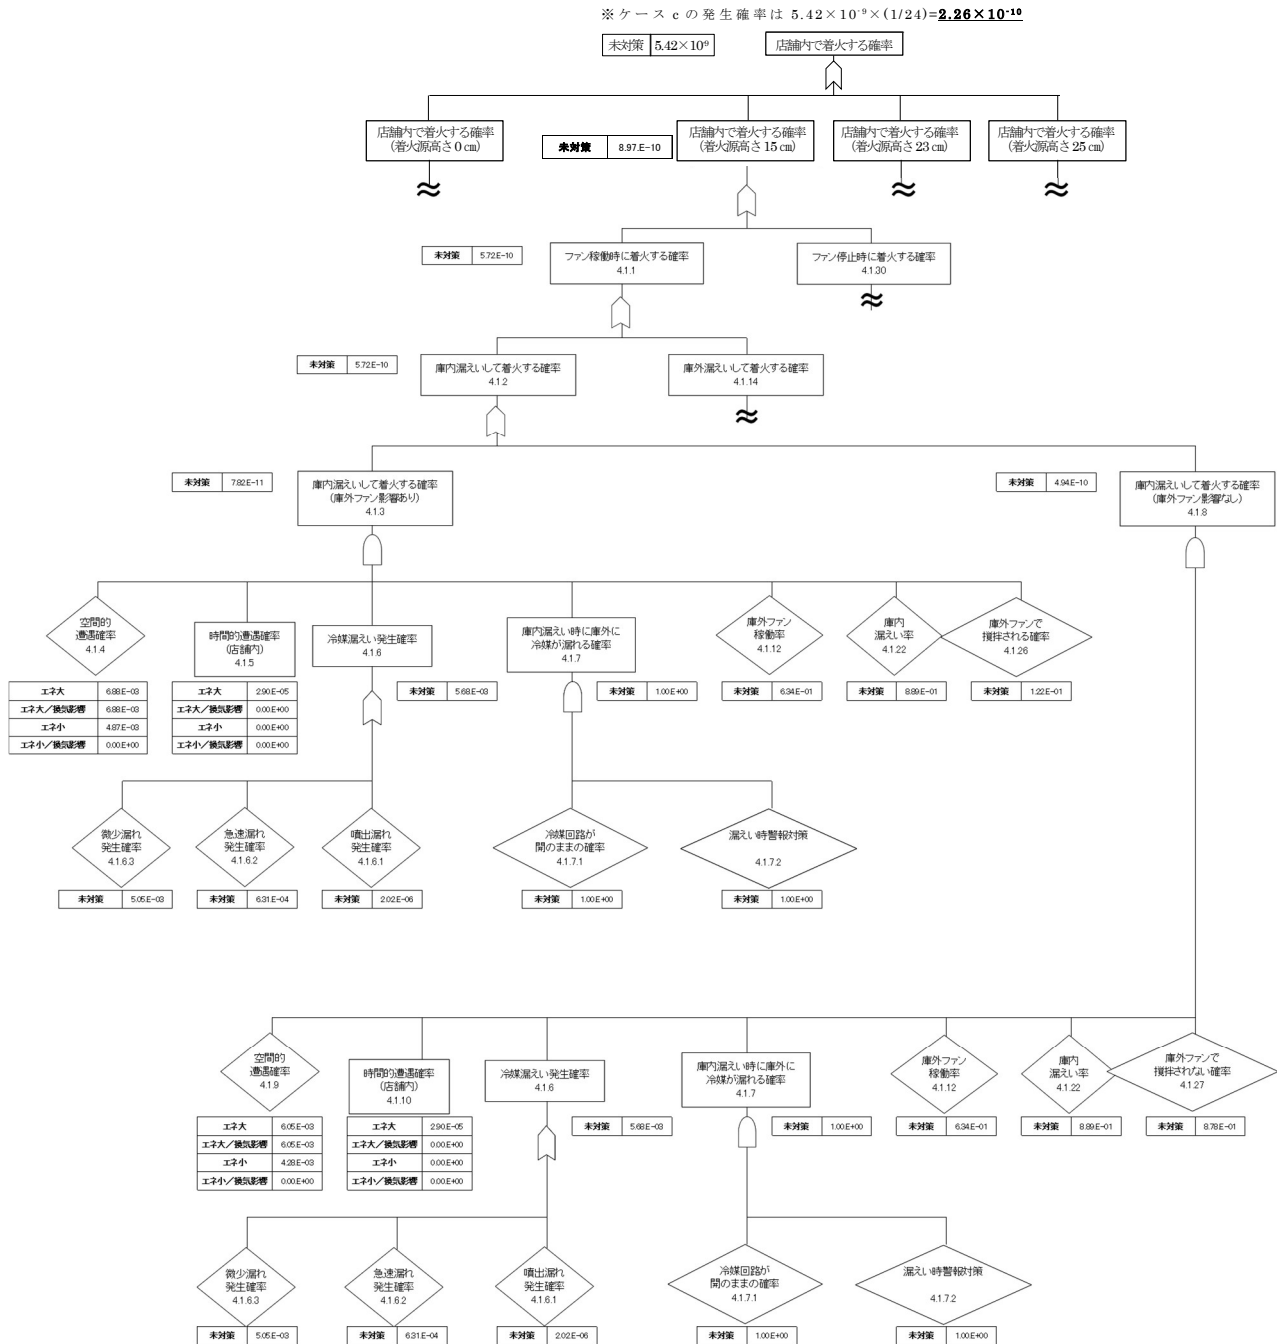 ※ケースcの発生確率は 5.42×10⁻⁹×(1/24)=2.26×10⁻¹⁰
未対策 5.42×10⁹
店舗内で着火する確率
店舗内で着火する確率
(着火源高さ0㎝)
未対策 8.97.E-10
店舗内で着火する確率
(着火源高さ15㎝)
店舗内で着火する確率
(着火源高さ23㎝)
店舗内で着火する確率
(着火源高さ25㎝)
未対策 5.72.E-10
ファン稼働時に着火する確率
4.1.1
ファン停止時に着火する確率
4.1.30
未対策 5.72.E-10
庫内漏えいして着火する確率
4.1.2
庫外漏えいして着火する確率
4.1.14
未対策 7.82.E-11
庫内漏えいして着火する確率
(庫外ファン影響あり)
4.1.3
未対策 4.94.E-10
庫内漏えいして着火する確率
(庫外ファン影響なし)
4.1.8
空間的
遭遇確率
4.1.4
時間的遭遇確率
(店舗内)
4.1.5
冷媒漏えい発生確率
4.1.6
庫内漏えい時に庫外に
冷媒が漏れる確率
4.1.7
庫外ファン
稼働率
4.1.12
庫内
漏えい率
4.1.22
庫外ファンで
撹拌される確率
4.1.26
エネ大 6.88.E-03
エネ大／換気影響 6.88.E-03
エネ小 4.87.E-03
エネ小／換気影響 0.00.E+00
エネ大 2.90.E-05
エネ大／換気影響 0.00.E+00
エネ小 0.00.E+00
エネ小／換気影響 0.00.E+00
未対策 5.68.E-03
未対策 1.00.E+00
未対策 6.34.E-01
未対策 8.89.E-01
未対策 1.22.E-01
微少漏れ
発生確率
4.1.6.3
急速漏れ
発生確率
4.1.6.2
噴出漏れ
発生確率
4.1.6.1
冷媒回路が
開のままの確率
4.1.7.1
漏えい時警報対策
4.1.7.2
未対策 5.05.E-03
未対策 6.31.E-04
未対策 2.02.E-06
未対策 1.00.E+00
未対策 1.00.E+00
空間的
遭遇確率
4.1.9
時間的遭遇確率
(店舗内)
4.1.10
冷媒漏えい発生確率
4.1.6
庫内漏えい時に庫外に
冷媒が漏れる確率
4.1.7
庫外ファン
稼働率
4.1.12
庫内
漏えい率
4.1.22
庫外ファンで
撹拌されない確率
4.1.27
エネ大 6.05.E-03
エネ大／換気影響 6.05.E-03
エネ小 4.28.E-03
エネ小／換気影響 0.00.E+00
エネ大 2.90.E-05
エネ大／換気影響 0.00.E+00
エネ小 0.00.E+00
エネ小／換気影響 0.00.E+00
未対策 5.68.E-03
未対策 1.00.E+00
未対策 6.34.E-01
未対策 8.89.E-01
未対策 8.78.E-01
微少漏れ
発生確率
4.1.6.3
急速漏れ
発生確率
4.1.6.2
噴出漏れ
発生確率
4.1.6.1
冷媒回路が
開のままの確率
4.1.7.1
漏えい時警報対策
4.1.7.2
未対策 5.05.E-03
未対策 6.31.E-04
未対策 2.02.E-06
未対策 1.00.E+00
未対策 1.00.E+00